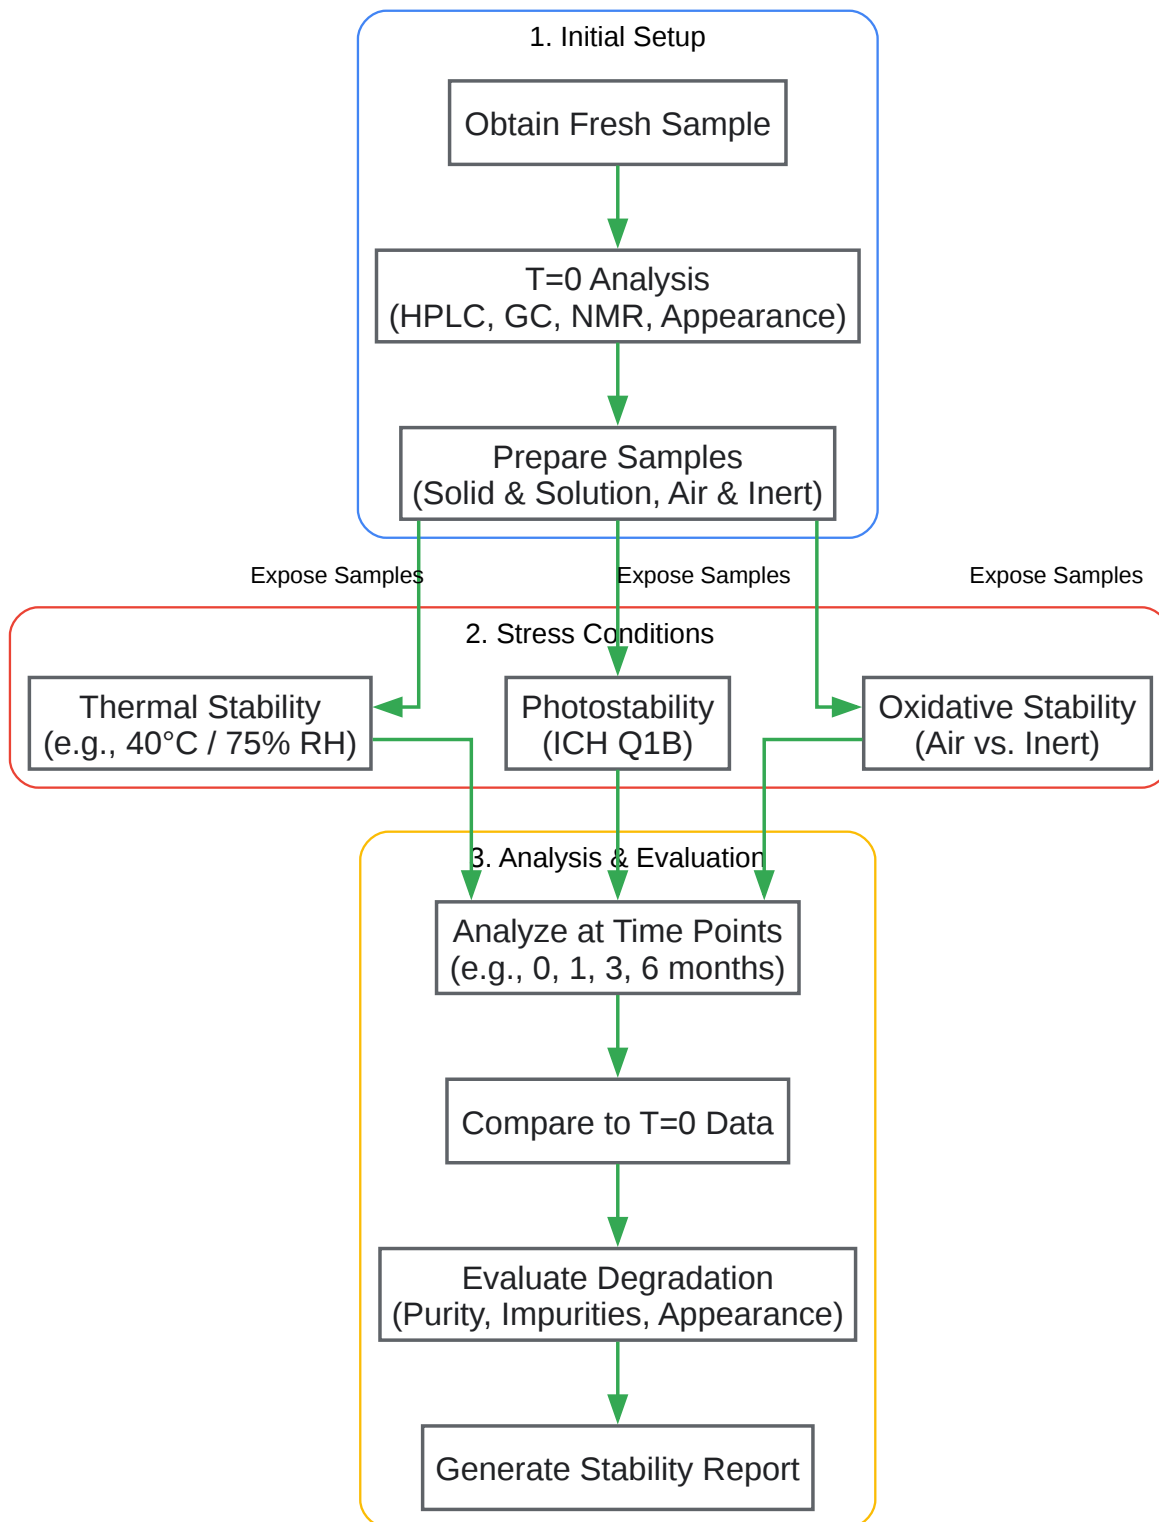 1. Initial Setup
Obtain Fresh Sample
T=0 Analysis
(HPLC, GC, NMR, Appearance)
Prepare Samples
(Solid & Solution, Air & Inert)
Expose Samples
Expose Samples
Expose Samples
2. Stress Conditions
Thermal Stability
(e.g., 40°C / 75% RH)
Photostability
(ICH Q1B)
Oxidative Stability
(Air vs. Inert)
3. Analysis & Evaluation
Analyze at Time Points
(e.g., 0, 1, 3, 6 months)
Compare to T=0 Data
Evaluate Degradation
(Purity, Impurities, Appearance)
Generate Stability Report